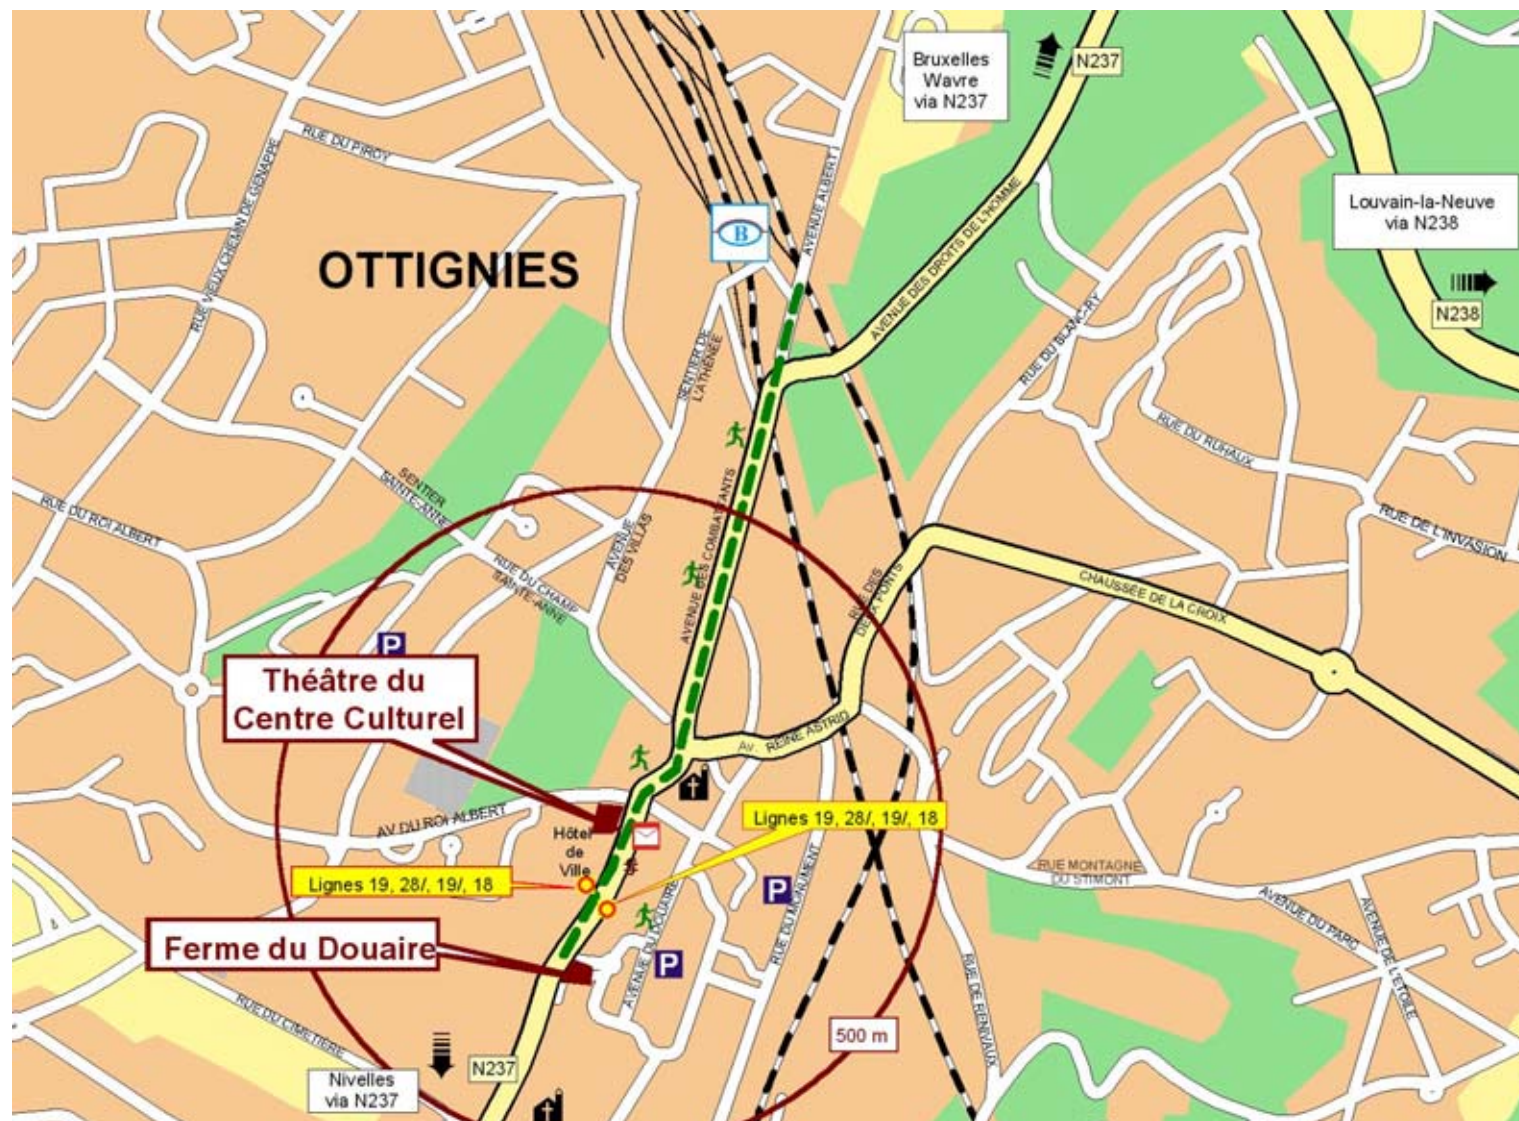 Bruxelles
Wavre
via N237
N237
RUE DU PIROY
AVENUE ALBERT I
Louvain-la-Neuve
via N238
RUE VIEUX CHEMIN DE GENAPPE
B
OTTIGNIES
AVENUE DES DROITS DE L'HOMME
N238
RUE DU BLANC-RY
SENTIER DE
L'ATHÉNÉE
RUE DU RUHAUX
SENTIER
SAINTE-ANNE
AVENUE DES COMBATTANTS
RUE DU ROI ALBERT
AVENUE
DES VILLAS
RUE DE L'INVASION
RUE DU CHAMP
SAINTE-ANNE
RUE DES
DEUX PONTS
CHAUSSÉE DE LA CROIX
P
Théâtre du
Centre Culturel
AV. REINE ASTRID
AV DU ROI ALBERT
Hôtel
de
Ville
Lignes 19, 28/, 19/, 18
RUE MONTAGNE
DU STIMONT
Lignes 19, 28/, 19/, 18
P
RUE DU MONUMENT
AVENUE DU PARC
AVENUE DE L'ETOILE
Ferme du Douaire
AVENUE DU DOUAIRE
P
RUE DU CIMETIÈRE
RUE DE RENIVAUX
500 m
N237
Nivelles
via N237